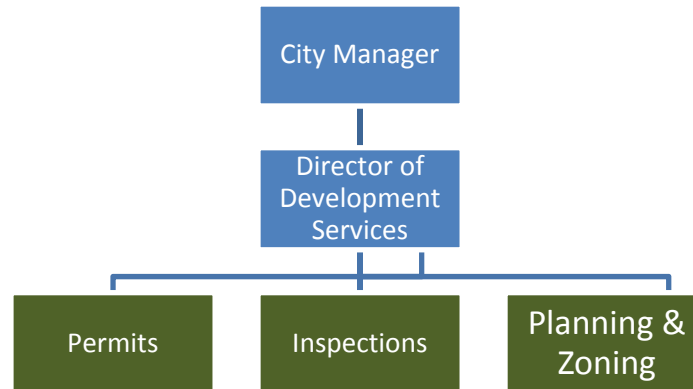 City Manager
Director of
Development
Services
Permits
Inspections
Planning &
Zoning